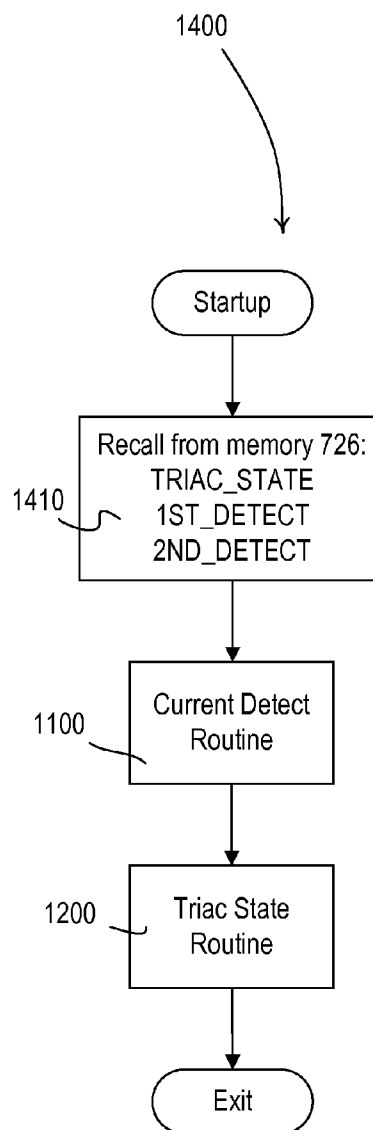 1400
Startup
Recall from memory 726:
TRIAC_STATE
1410
1ST_DETECT
2ND_DETECT
Current Detect
Routine
1100
Triac State
Routine
1200
Exit